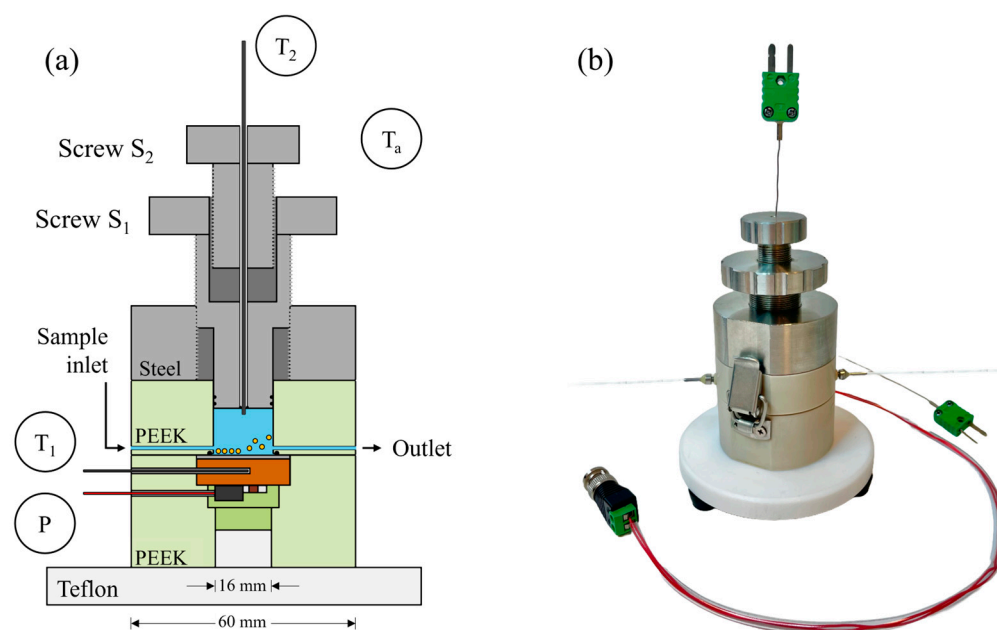 (a)
T₂
Tₐ
Screw S₂
Screw S₁
Sample
inlet
Steel
PEEK
T₁
Outlet
P
PEEK
16 mm
Teflon
60 mm
(b)